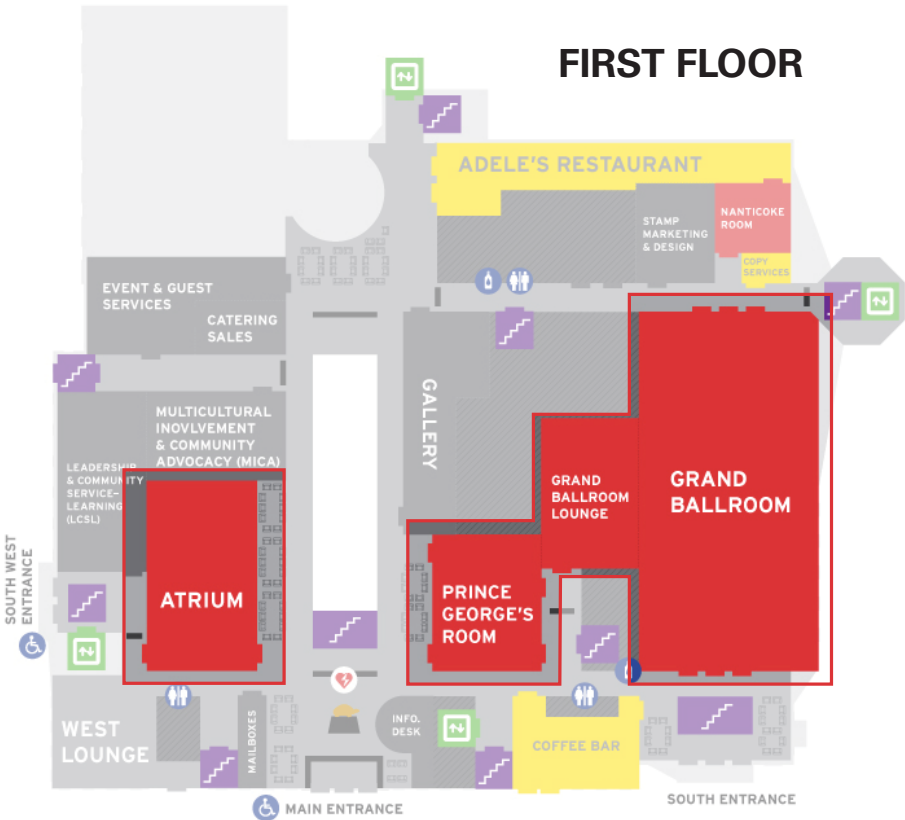 FIRST FLOOR
ADELE'S RESTAURANT
STAMP
MARKETING
& DESIGN
NANTICOKE
ROOM
COPY
SERVICES
EVENT & GUEST
SERVICES
CATERING
SALES
GALLERY
MULTICULTURAL
INOVLVEMENT
& COMMUNITY
ADVOCACY (MICA)
LEADERSHIP
& COMMUNITY
SERVICE–
LEARNING
(LCSL)
GRAND
BALLROOM
LOUNGE
GRAND
BALLROOM
SOUTH WEST
ENTRANCE
ATRIUM
PRINCE
GEORGE'S
ROOM
WEST
LOUNGE
MAILBOXES
INFO.
DESK
COFFEE BAR
MAIN ENTRANCE
SOUTH ENTRANCE